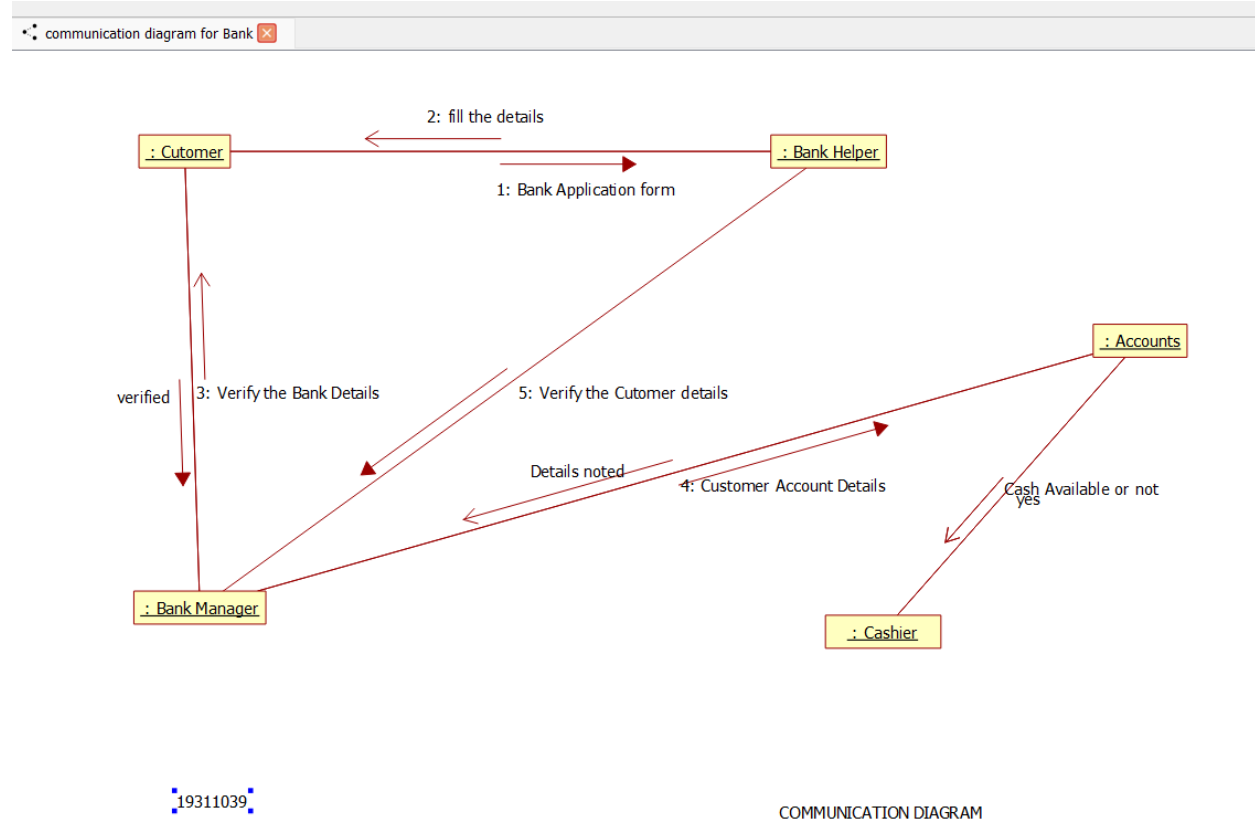 communication diagram for Bank
2: fill the details
: Cutomer
: Bank Helper
1: Bank Application form
: Accounts
verified
3: Verify the Bank Details
5: Verify the Cutomer details
Details noted
4: Customer Account Details
Cash Available or not
yes
: Bank Manager
: Cashier
19311039
COMMUNICATION DIAGRAM